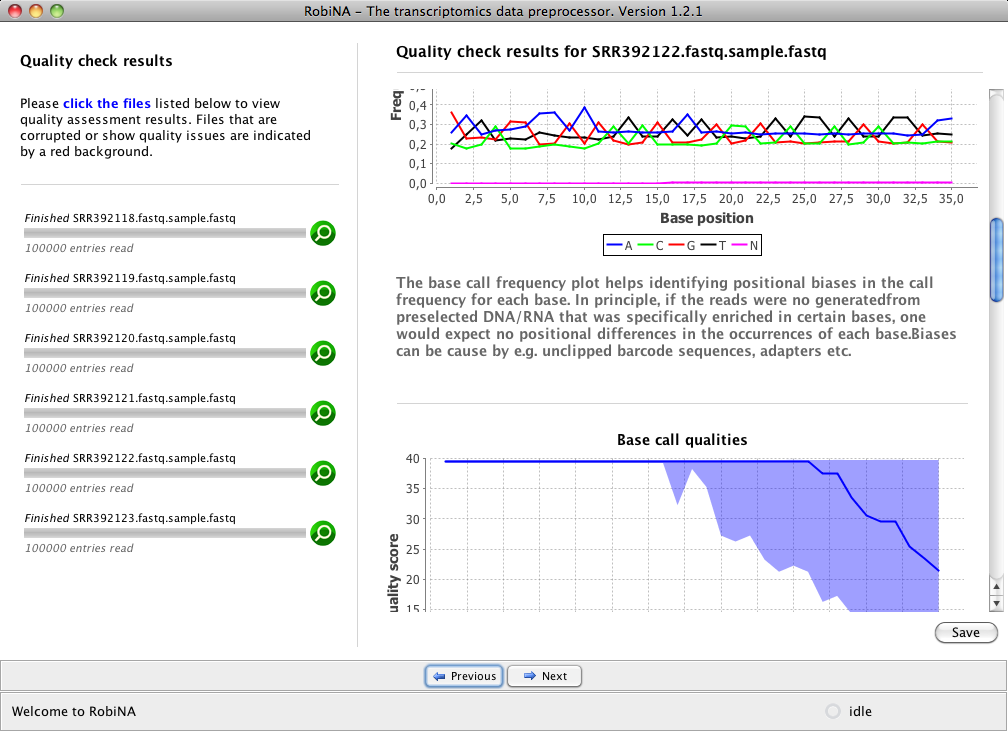 RobiNA - The transcriptomics data preprocessor. Version 1.2.1
Quality check results
Please click the files listed below to view
quality assessment results. Files that are
corrupted or show quality issues are indicated
by a red background.
Finished SRR392118.fastq.sample.fastq
100000 entries read
Finished SRR392119.fastq.sample.fastq
100000 entries read
Finished SRR392120.fastq.sample.fastq
100000 entries read
Finished SRR392121.fastq.sample.fastq
100000 entries read
Finished SRR392122.fastq.sample.fastq
100000 entries read
Finished SRR392123.fastq.sample.fastq
100000 entries read
Quality check results for SRR392122.fastq.sample.fastq
Freq
0,4
0,3
0,2
0,1
0,0
0,0 2,5 5,0 7,5 10,0 12,5 15,0 17,5 20,0 22,5 25,0 27,5 30,0 32,5 35,0
Base position
A C G T N
The base call frequency plot helps identifying positional biases in the call
frequency for each base. In principle, if the reads were no generatedfrom
preselected DNA/RNA that was specifically enriched in certain bases, one
would expect no positional differences in the occurrences of each base.Biases
can be cause by e.g. unclipped barcode sequences, adapters etc.
Base call qualities
uality score
40
35
30
25
20
15
Save
Previous Next
Welcome to RobiNA
idle